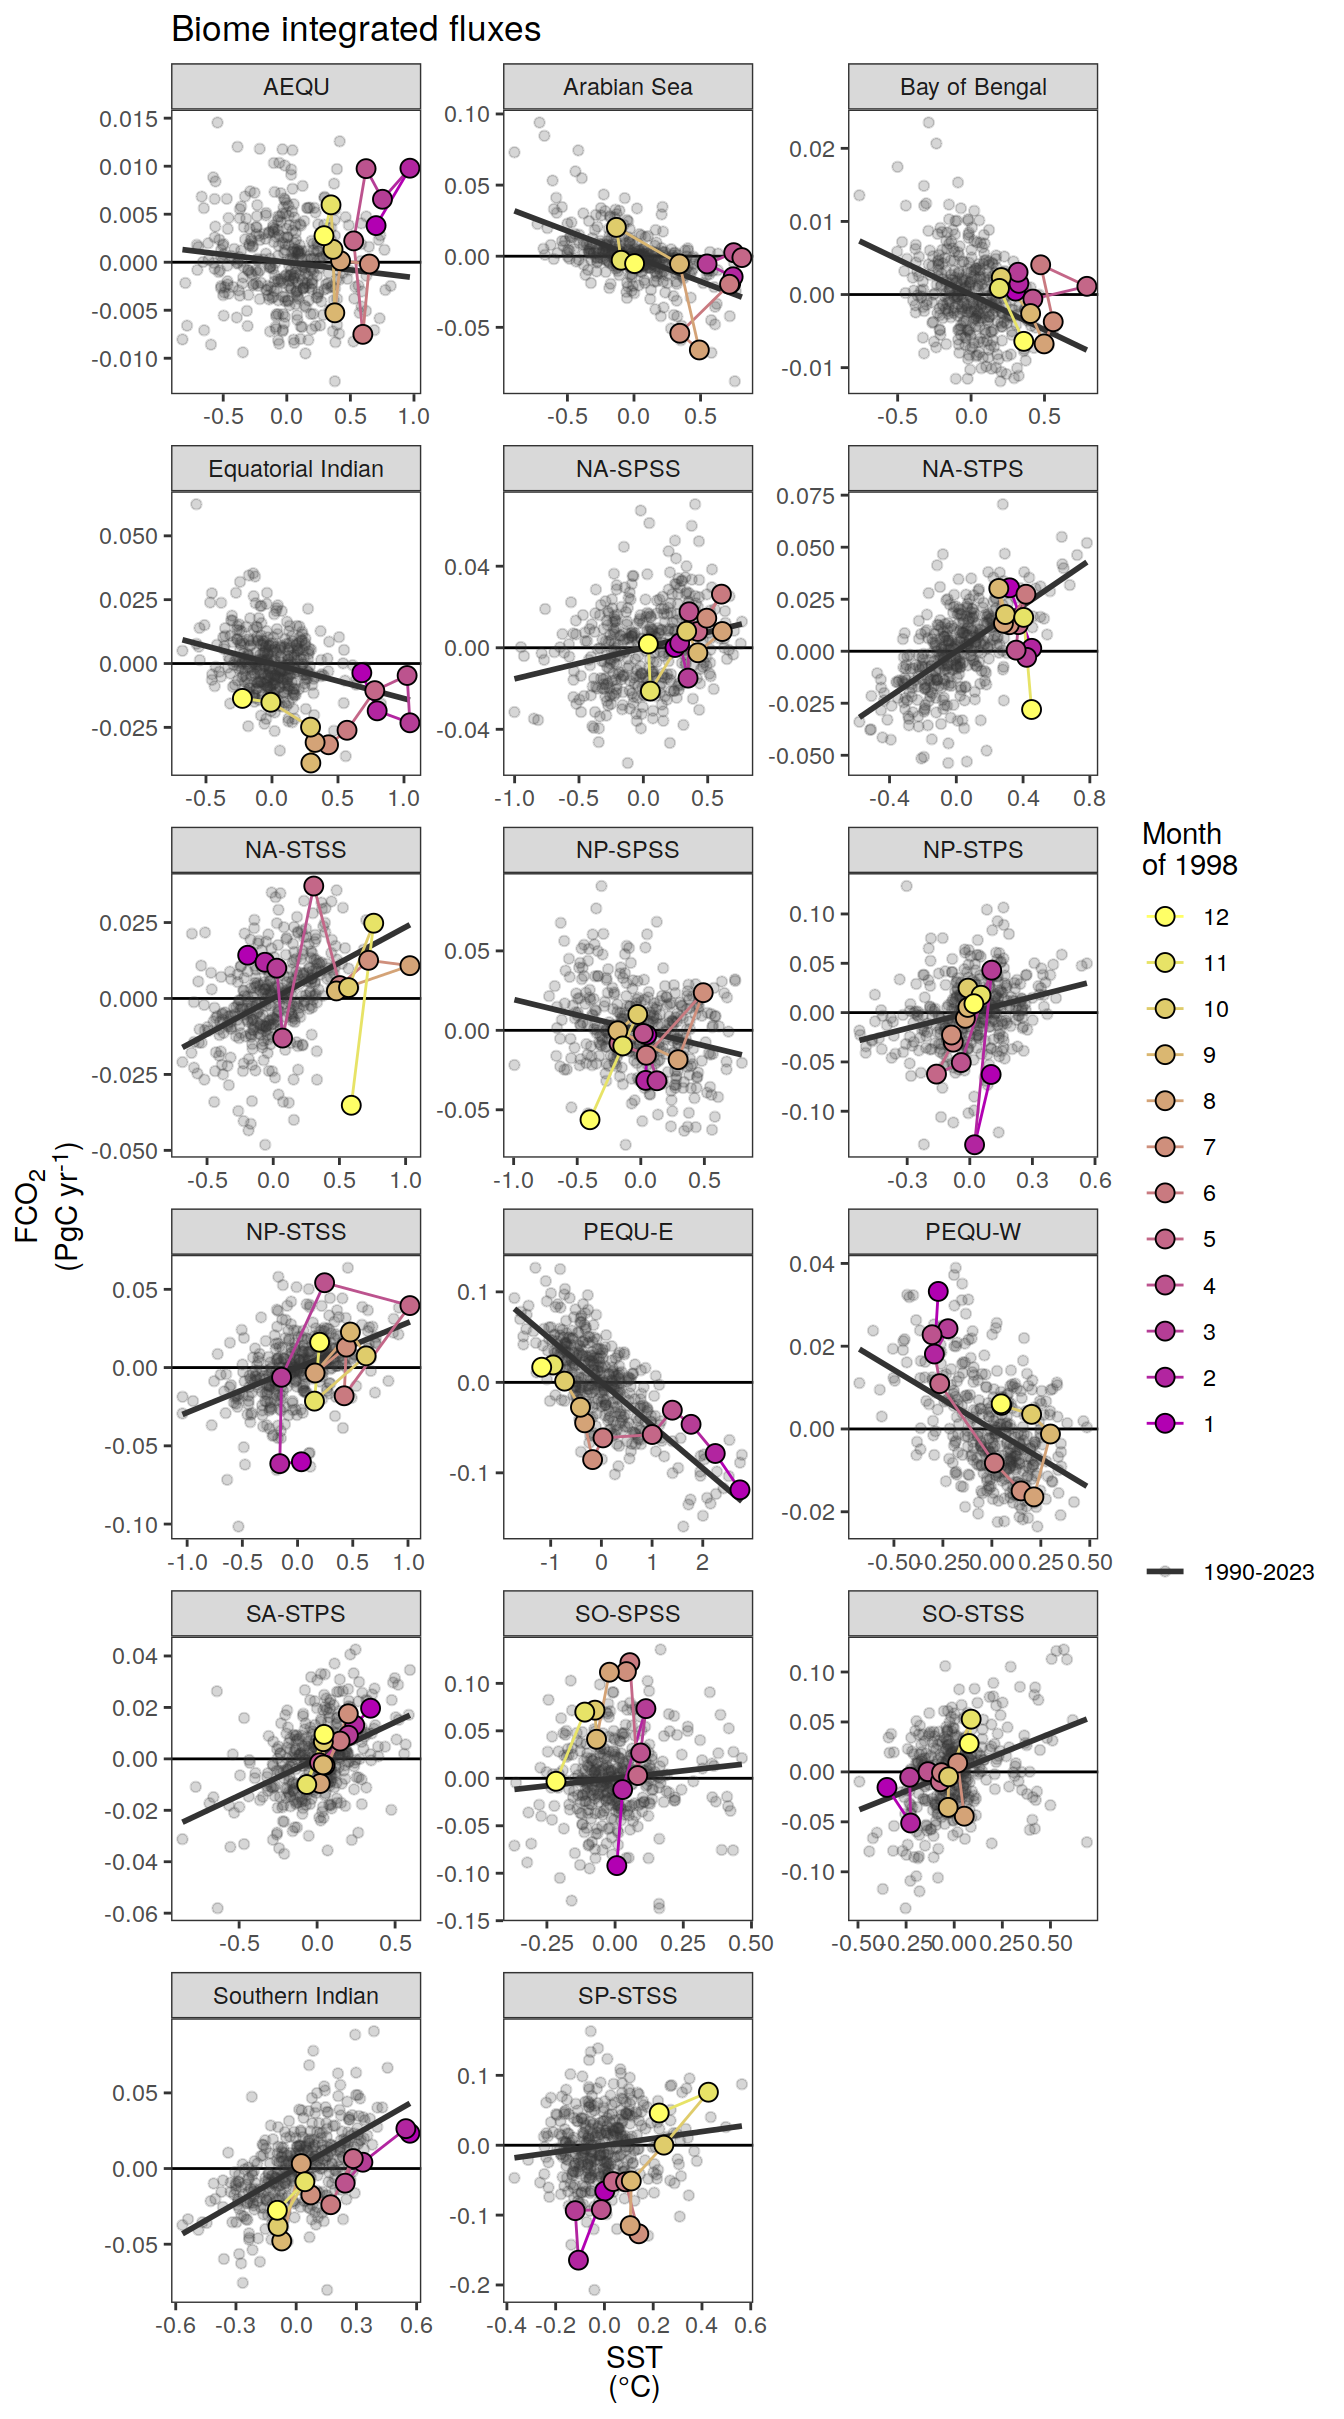 Biome integrated fluxes
AEQU
Arabian Sea
Bay of Bengal
0.015
0.010
0.005
0.000
-0.005
-0.010
0.10
0.05
0.00
-0.05
0.02
0.01
0.00
-0.01
-0.5 0.0 0.5 1.0
-0.5 0.0 0.5
-0.5 0.0 0.5
Equatorial Indian
NA-SPSS
NA-STPS
0.050
0.025
0.000
-0.025
0.04
0.00
-0.04
0.075
0.050
0.025
0.000
-0.025
-0.050
-0.5 0.0 0.5 1.0
-1.0 -0.5 0.0 0.5
-0.4 0.0 0.4 0.8
NA-STSS
NP-SPSS
NP-STPS
0.025
0.000
-0.025
-0.050
0.05
0.00
-0.05
0.10
0.05
0.00
-0.05
-0.10
-0.5 0.0 0.5 1.0
-1.0 -0.5 0.0 0.5
-0.3 0.0 0.3 0.6
NP-STSS
PEQU-E
PEQU-W
0.05
0.00
-0.05
-0.10
0.1
0.0
-0.1
0.04
0.02
0.00
-0.02
-1.0 -0.5 0.0 0.5 1.0
-1 0 1 2
-0.50 -0.25 0.00 0.25 0.50
SA-STPS
SO-SPSS
SO-STSS
0.04
0.02
0.00
-0.02
-0.04
-0.06
0.10
0.05
0.00
-0.05
-0.10
-0.15
0.10
0.05
0.00
-0.05
-0.10
-0.5 0.0 0.5
-0.25 0.00 0.25 0.50
-0.50 -0.25 0.00 0.25 0.50
Southern Indian
SP-STSS
0.05
0.00
-0.05
0.1
0.0
-0.1
-0.2
-0.6 -0.3 0.0 0.3 0.6
-0.4 -0.2 0.0 0.2 0.4 0.6
SST
(°C)
FCO₂
(PgC yr⁻¹)
Month
of 1998
12
11
10
9
8
7
6
5
4
3
2
1
1990-2023